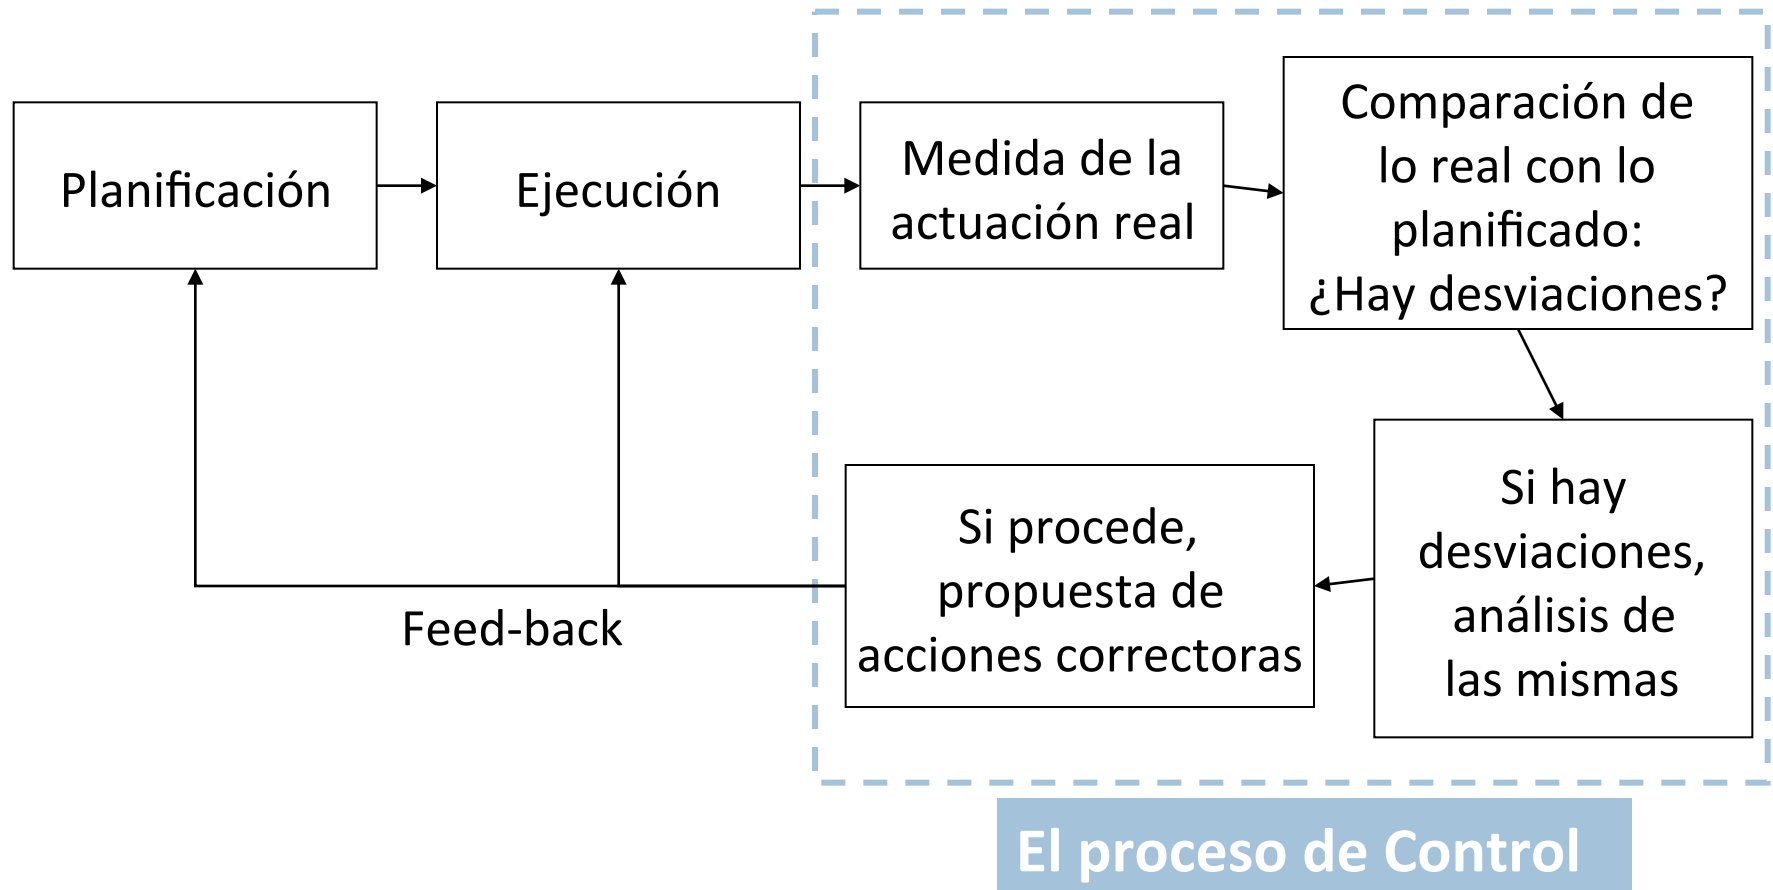 Planificación
Ejecución
Medida de la
actuación real
Comparación de
lo real con lo
planificado:
¿Hay desviaciones?
Si hay
desviaciones,
análisis de
las mismas
Si procede,
propuesta de
acciones correctoras
Feed-back
El proceso de Control